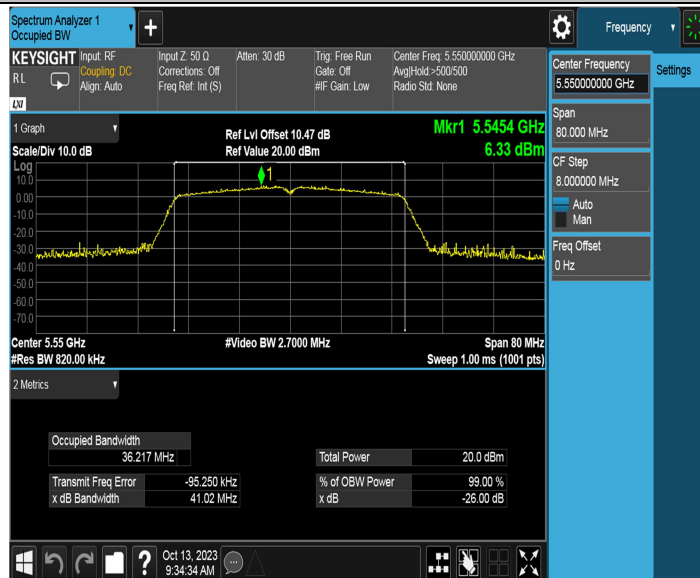 Spectrum Analyzer 1
Occupied BW
Frequency
KEYSIGHT
R L
LXI
Input: RF
Coupling: DC
Align: Auto
Input Z: 50 Ω
Corrections: Off
Freq Ref: Int (S)
Atten: 30 dB
Trig: Free Run
Gate: Off
#IF Gain: Low
Center Freq: 5.550000000 GHz
Avg|Hold:>500/500
Radio Std: None
Center Frequency
5.550000000 GHz
Settings
Span
80.000 MHz
CF Step
8.000000 MHz
Auto
Man
Freq Offset
0 Hz
1 Graph
Scale/Div 10.0 dB
Ref Lvl Offset 10.47 dB
Ref Value 20.00 dBm
Mkr1 5.5454 GHz
6.33 dBm
Log
10.0
0.00
-10.0
-20.0
-30.0
-40.0
-50.0
-60.0
-70.0
1
Center 5.55 GHz
#Res BW 820.00 kHz
#Video BW 2.7000 MHz
Span 80 MHz
Sweep 1.00 ms (1001 pts)
2 Metrics
Occupied Bandwidth
36.217 MHz
Total Power 20.0 dBm
Transmit Freq Error -95.250 kHz
% of OBW Power 99.00 %
x dB Bandwidth 41.02 MHz
x dB -26.00 dB
?
Oct 13, 2023
9:34:34 AM